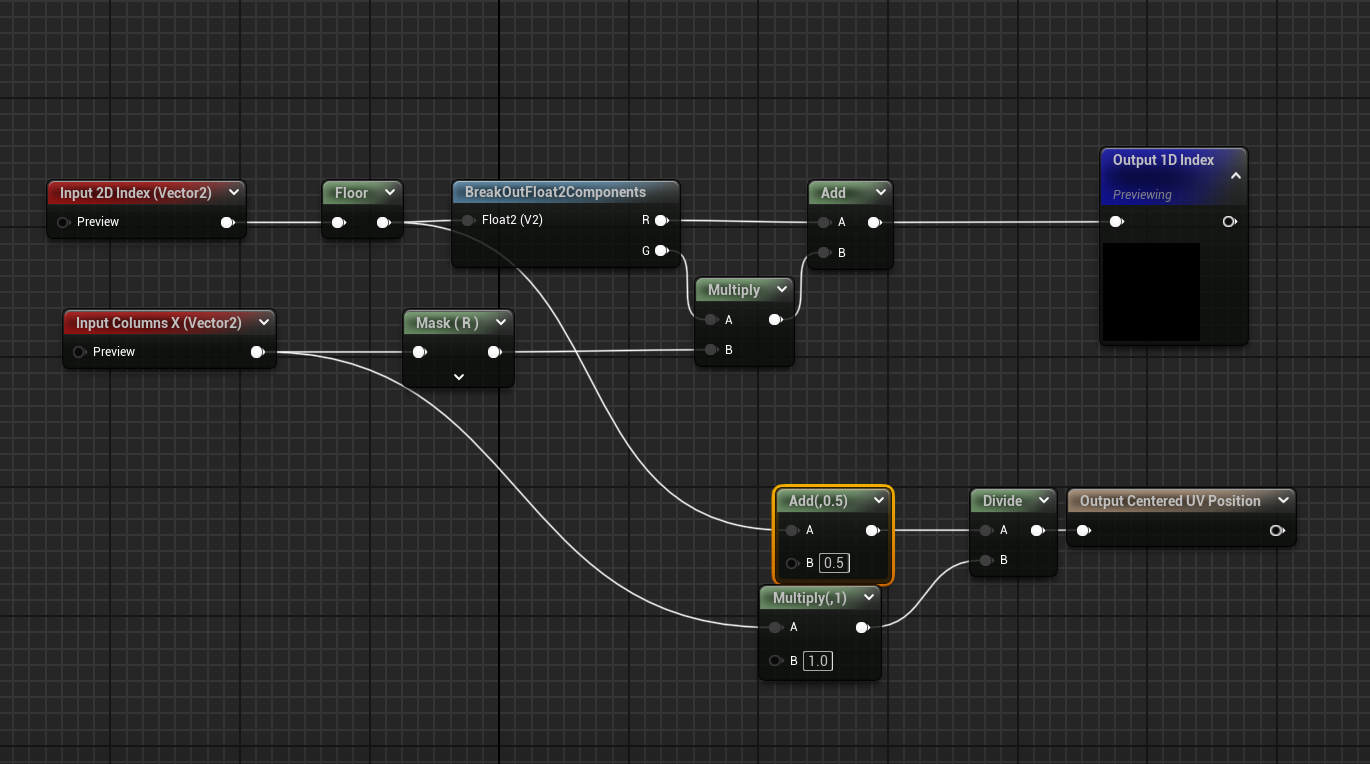 Input 2D Index (Vector2)
Preview
Floor
BreakOutFloat2Components
Float2 (V2)
R
G
Add
A
B
Output 1D Index
Previewing
Multiply
A
B
Input Columns X (Vector2)
Preview
Mask ( R )
Add(,0.5)
A
B 0.5
Divide
A
B
Output Centered UV Position
Multiply(,1)
A
B 1.0